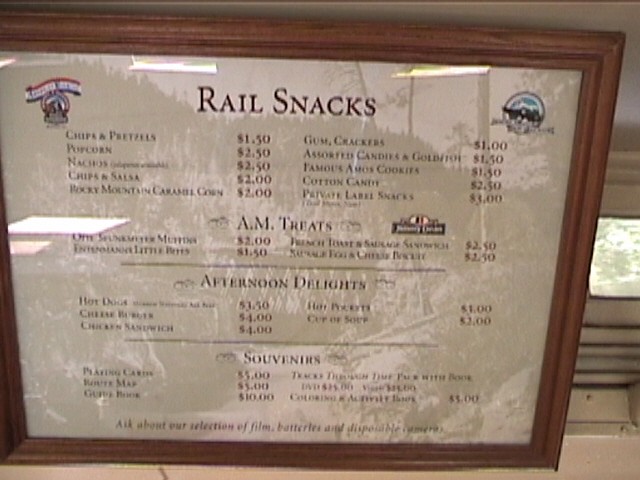 RAIL SNACKS
CHIPS & PRETZELS $1.50
POPCORN $2.50
NACHOS (jalapenos available) $2.50
CHIPS & SALSA $2.00
ROCKY MOUNTAIN CARAMEL CORN $2.00
GUM, CRACKERS $1.00
ASSORTED CANDIES & GOLDFISH $1.50
FAMOUS AMOS COOKIES $1.50
COTTON CANDY $2.50
PRIVATE LABEL SNACKS $3.00
A.M. TREATS
OTIS SPUNKMEYER MUFFINS $2.00
ENTENMANNS LITTLE BITES $1.50
FRENCH TOAST & SAUSAGE SANDWICH $2.50
SAUSAGE EGG & CHEESE BISCUIT $2.50
AFTERNOON DELIGHTS
HOT DOGS $3.50
CHEESE BURGER $4.00
CHICKEN SANDWICH $4.00
HOT POCKETS $3.00
CUP OF SOUP $2.00
SOUVENIRS
PLAYING CARDS $5.00
ROUTE MAP $5.00
GUIDE BOOK $10.00
TRACKS THROUGH TIME PACK WITH BOOK
DVD $25.00 VIDEO $25.00
COLORING & ACTIVITY BOOK $5.00
Ask about our selection of film, batteries and disposable cameras.